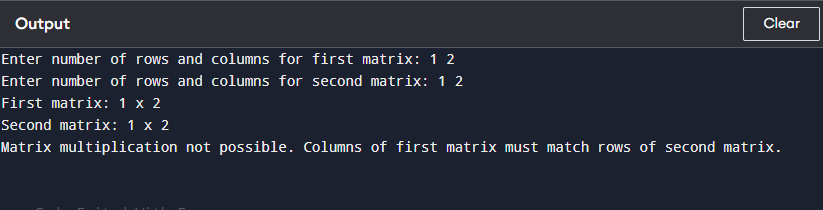 Output
Clear
Enter number of rows and columns for first matrix: 1 2
Enter number of rows and columns for second matrix: 1 2
First matrix: 1 x 2
Second matrix: 1 x 2
Matrix multiplication not possible. Columns of first matrix must match rows of second matrix.